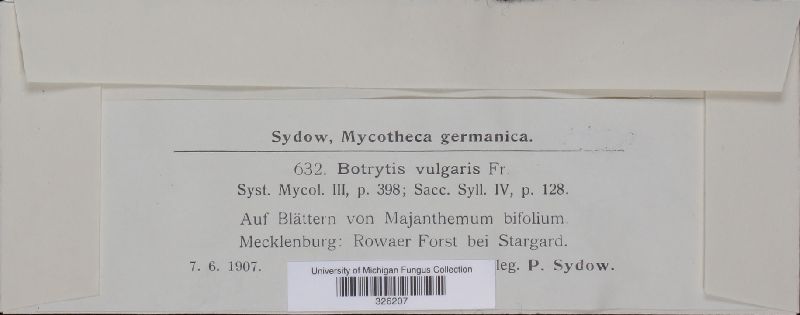 Sydow, Mycotheca germanica.
632. Botrytis vulgaris Fr.
Syst. Mycol. III, p. 398; Sacc. Syll. IV, p. 128.
Auf Blättern von Majanthemum bifolium.
Mecklenburg: Rowaer Forst bei Stargard.
7. 6. 1907. leg. P. Sydow.
University of Michigan Fungus Collection
326207